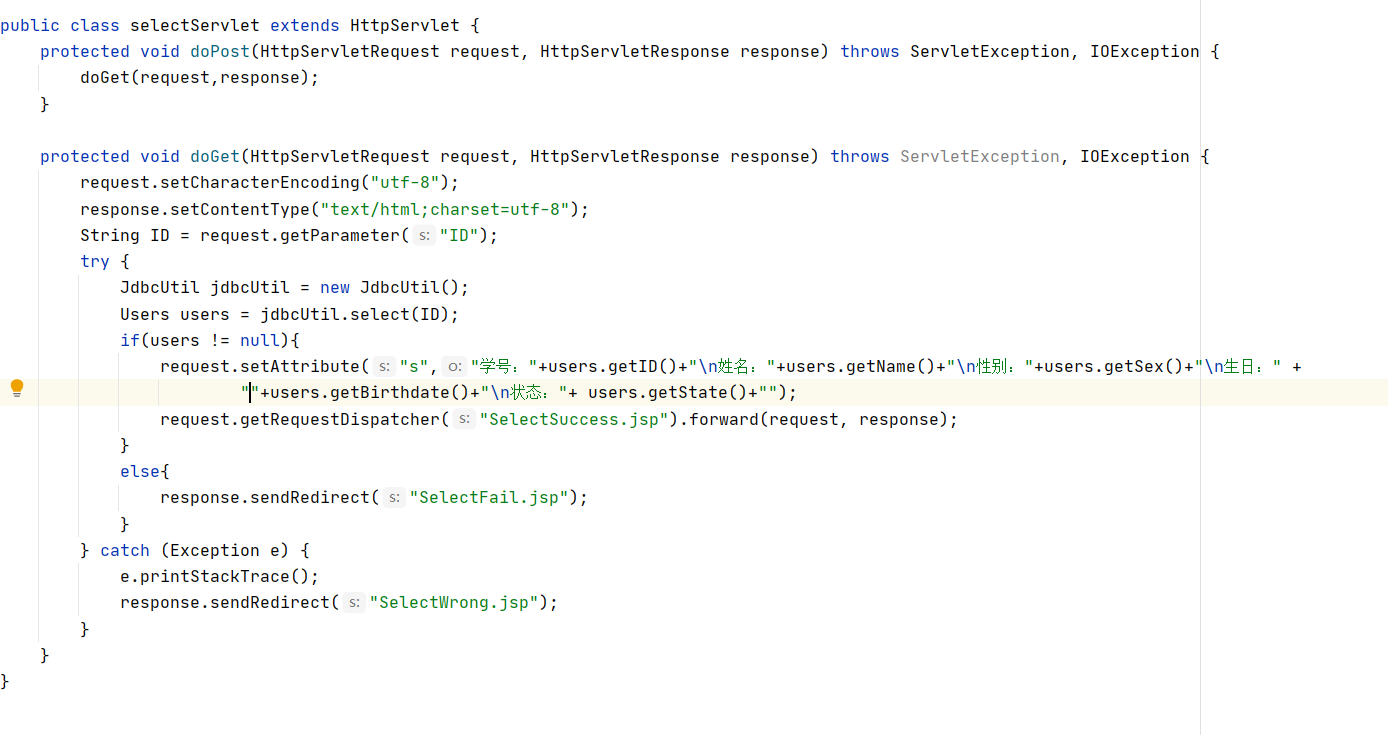 public class selectServlet extends HttpServlet {
    protected void doPost(HttpServletRequest request, HttpServletResponse response) throws ServletException, IOException {
        doGet(request,response);
    }
    protected void doGet(HttpServletRequest request, HttpServletResponse response) throws ServletException, IOException {
        request.setCharacterEncoding("utf-8");
        response.setContentType("text/html;charset=utf-8");
        String ID = request.getParameter( s: "ID");
        try {
            JdbcUtil jdbcUtil = new JdbcUtil();
            Users users = jdbcUtil.select(ID);
            if(users != null){
                request.setAttribute( s: "s", o: "学号："+users.getID()+"\n姓名："+users.getName()+"\n性别："+users.getSex()+"\n生日：" +
                        ""+users.getBirthdate()+"\n状态："+ users.getState()+"");
                request.getRequestDispatcher( s: "SelectSuccess.jsp").forward(request, response);
            }
            else{
                response.sendRedirect( s: "SelectFail.jsp");
            }
        } catch (Exception e) {
            e.printStackTrace();
            response.sendRedirect( s: "SelectWrong.jsp");
        }
    }
}